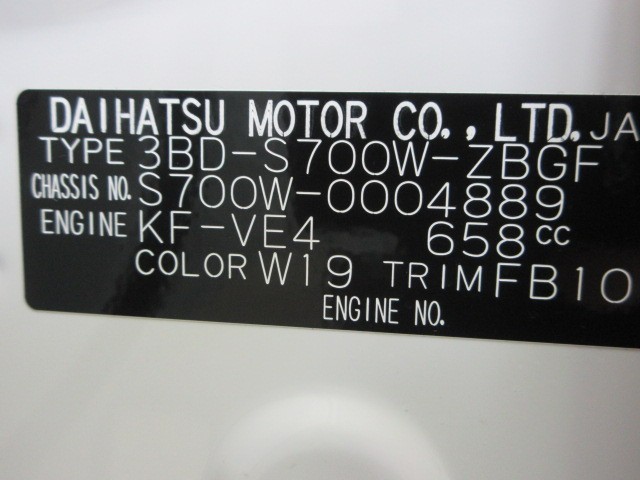 DAIHATSU MOTOR CO., LTD. JA
TYPE 3BD-S700W-ZBGF
CHASSIS NO. S700W-0004889
ENGINE KF-VE4 658cc
COLOR W19 TRIM FB10
ENGINE NO.